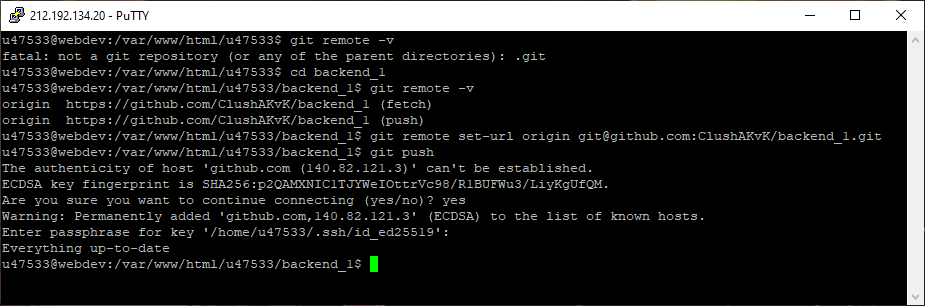 212.192.134.20 - PuTTY
u47533@webdev:/var/www/html/u47533$ git remote -v
fatal: not a git repository (or any of the parent directories): .git
u47533@webdev:/var/www/html/u47533$ cd backend_1
u47533@webdev:/var/www/html/u47533/backend_1$ git remote -v
origin  https://github.com/ClushAKvK/backend_1 (fetch)
origin  https://github.com/ClushAKvK/backend_1 (push)
u47533@webdev:/var/www/html/u47533/backend_1$ git remote set-url origin git@github.com:ClushAKvK/backend_1.git
u47533@webdev:/var/www/html/u47533/backend_1$ git push
The authenticity of host 'github.com (140.82.121.3)' can't be established.
ECDSA key fingerprint is SHA256:p2QAMXNIC1TJYWeIOttrVc98/R1BUFWu3/LiyKgUfQM.
Are you sure you want to continue connecting (yes/no)? yes
Warning: Permanently added 'github.com,140.82.121.3' (ECDSA) to the list of known hosts.
Enter passphrase for key '/home/u47533/.ssh/id_ed25519':
Everything up-to-date
u47533@webdev:/var/www/html/u47533/backend_1$